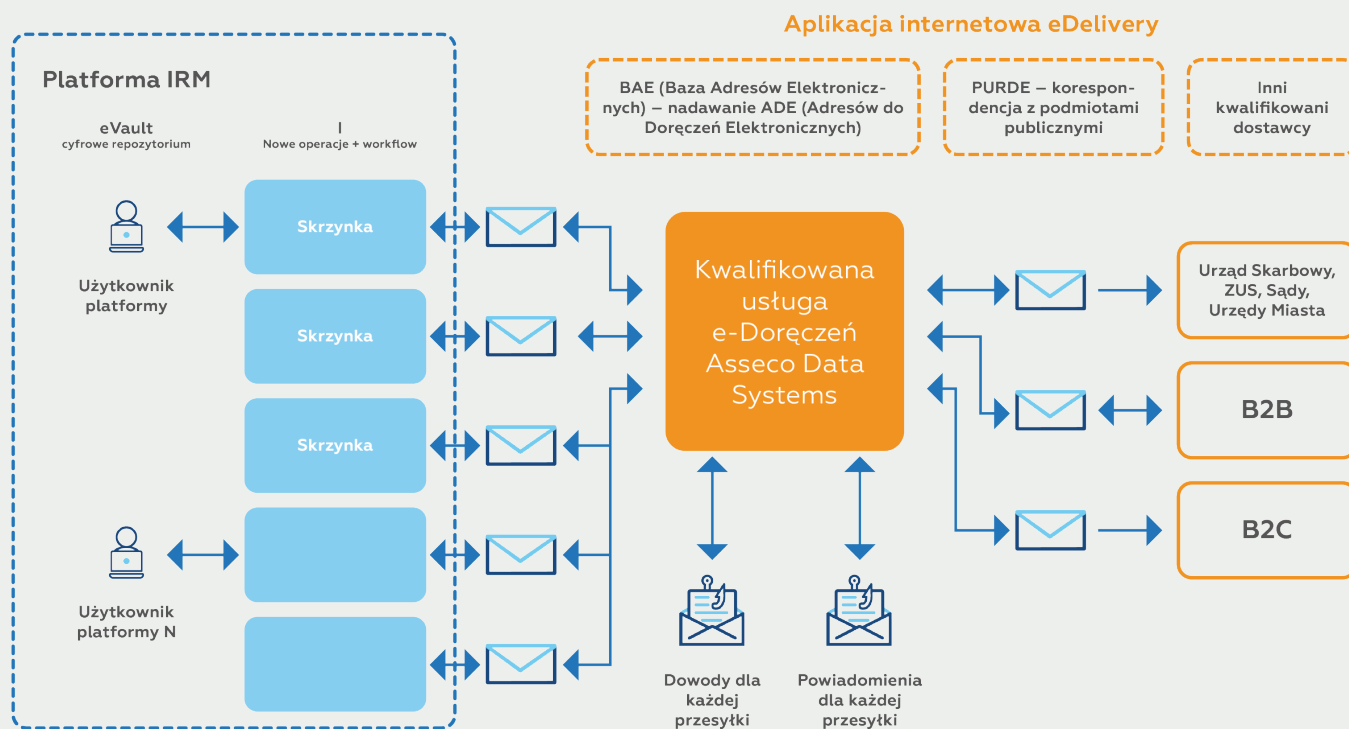 Aplikacja internetowa eDelivery
Platforma IRM
eVault
cyfrowe repozytorium
I
Nowe operacje + workflow
BAE (Baza Adresów Elektronicz-
nych) – nadawanie ADE (Adresów do
Doręczeń Elektronicznych)
PURDE – korespon-
dencja z podmiotami
publicznymi
Inni
kwalifikowani
dostawcy
Skrzynka
Użytkownik
platformy
Skrzynka
Skrzynka
Użytkownik
platformy N
Kwalifikowana
usługa
e-Doręczeń
Asseco Data
Systems
Urząd Skarbowy,
ZUS, Sądy,
Urzędy Miasta
B2B
B2C
Dowody dla
każdej
przesyłki
Powiadomienia
dla każdej
przesyłki